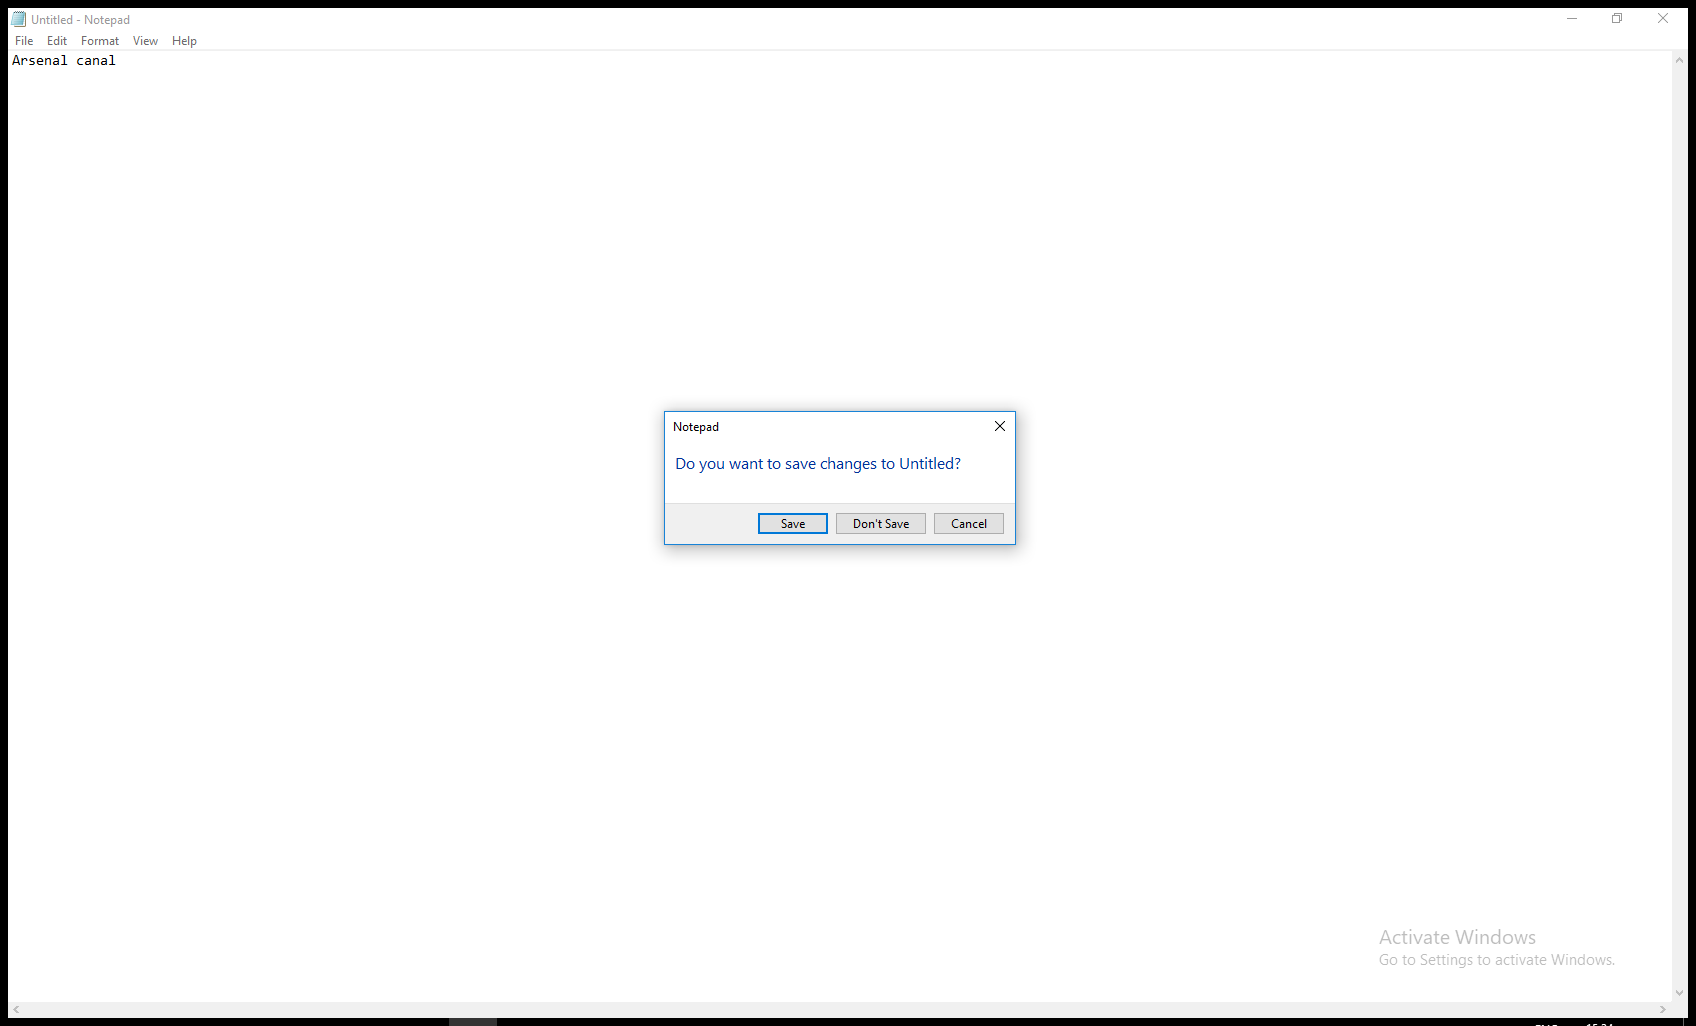 Untitled - Notepad
File Edit Format View Help
Arsenal canal
Notepad
Do you want to save changes to Untitled?
Save Don't Save Cancel
Activate Windows
Go to Settings to activate Windows.